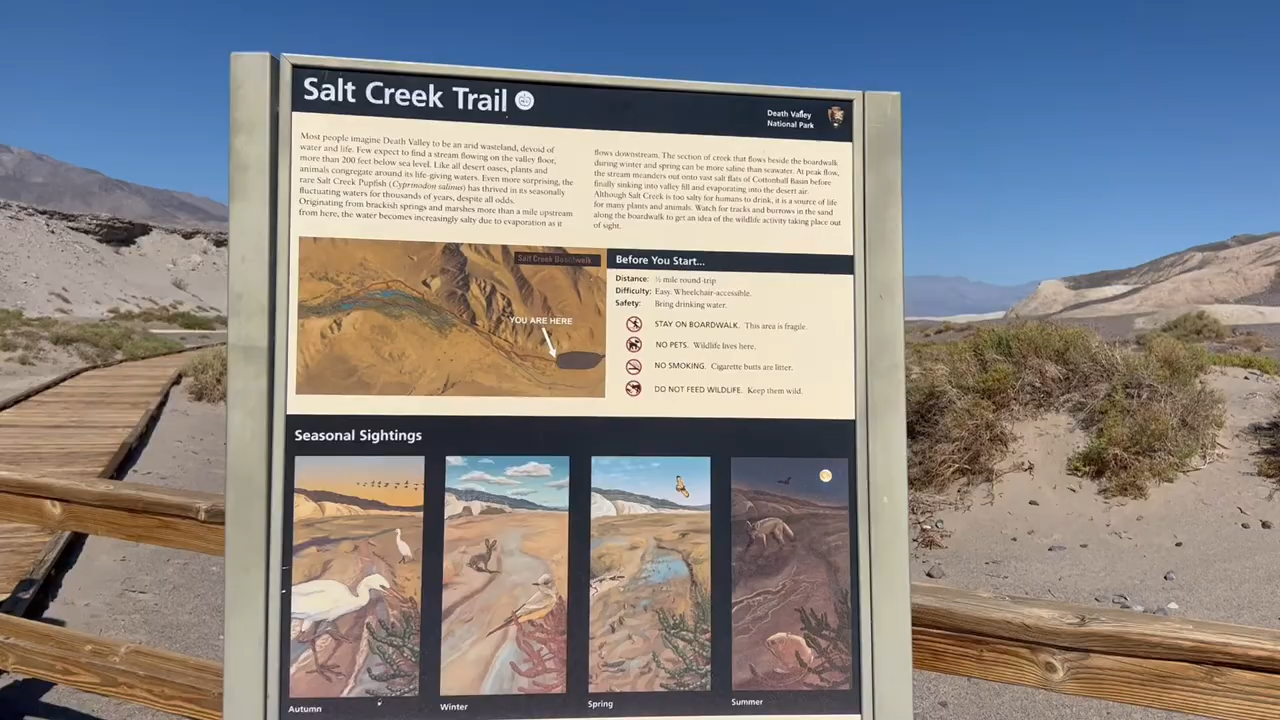 Salt Creek Trail
Death Valley
National Park
Most people imagine Death Valley to be an arid wasteland, devoid of
water and life. Few expect to find a stream flowing on the valley floor,
more than 200 feet below sea level. Like all desert oases, plants and
animals congregate around its life-giving waters. Even more surprising, the
rare Salt Creek Pupfish (Cyprinodon salinus) has thrived in its seasonally
fluctuating waters for thousands of years, despite all odds.
Originating from brackish springs and marshes more than a mile upstream
from here, the water becomes increasingly salty due to evaporation as it
flows downstream. The section of creek that flows beside the boardwalk
during winter and spring can be more saline than seawater. At peak flow,
the stream meanders out onto vast salt flats of Cottonball Basin before
finally sinking into valley fill and evaporating into the desert air.
Although Salt Creek is too salty for humans to drink, it is a source of life
for many plants and animals. Watch for tracks and burrows in the sand
along the boardwalk to get an idea of the wildlife activity taking place out
of sight.
Salt Creek Boardwalk
YOU ARE HERE
Before You Start...
Distance: ½ mile round-trip
Difficulty: Easy. Wheelchair-accessible.
Safety: Bring drinking water.
STAY ON BOARDWALK. This area is fragile.
NO PETS. Wildlife lives here.
NO SMOKING. Cigarette butts are litter.
DO NOT FEED WILDLIFE. Keep them wild.
Seasonal Sightings
Autumn
Winter
Spring
Summer